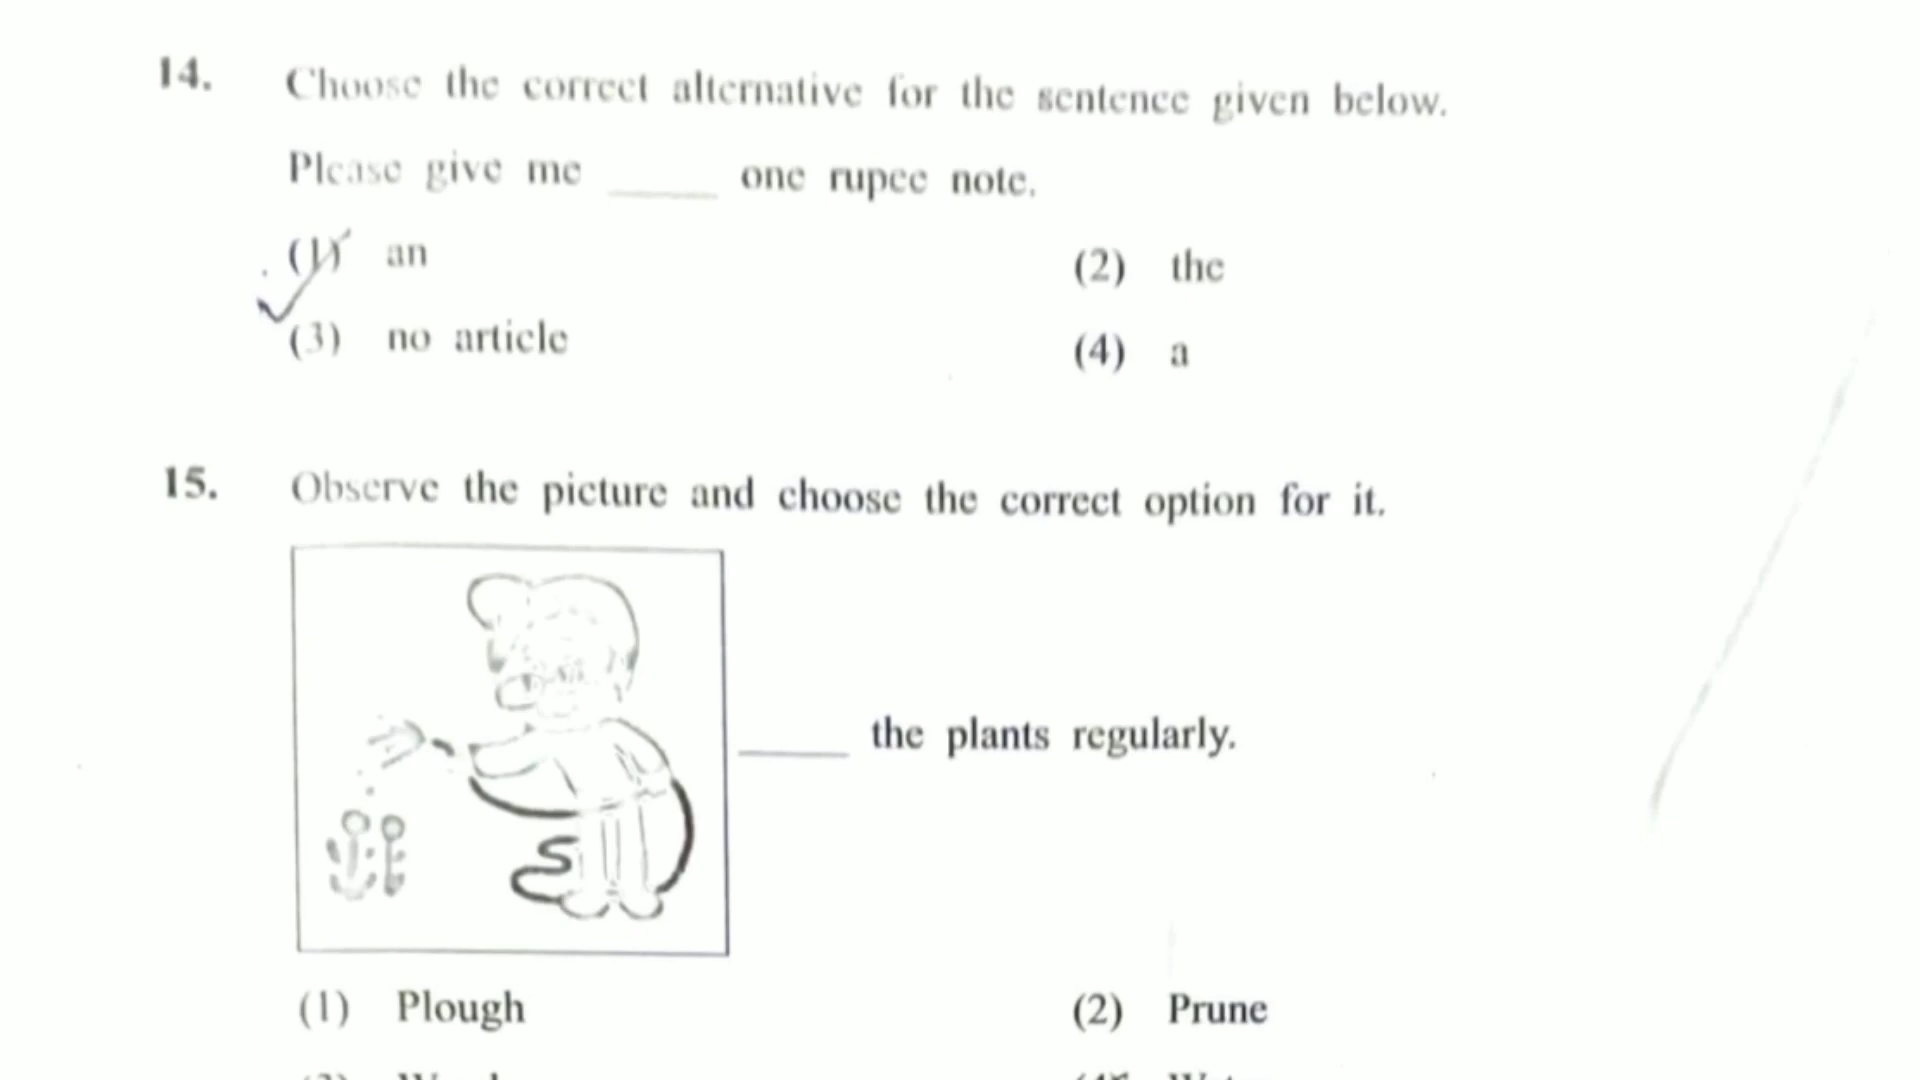 14. Choose the correct alternative for the sentence given below.
Please give me ____ one rupee note.
(1) an (2) the
(3) no article (4) a
15. Observe the picture and choose the correct option for it.
____ the plants regularly.
(1) Plough (2) Prune